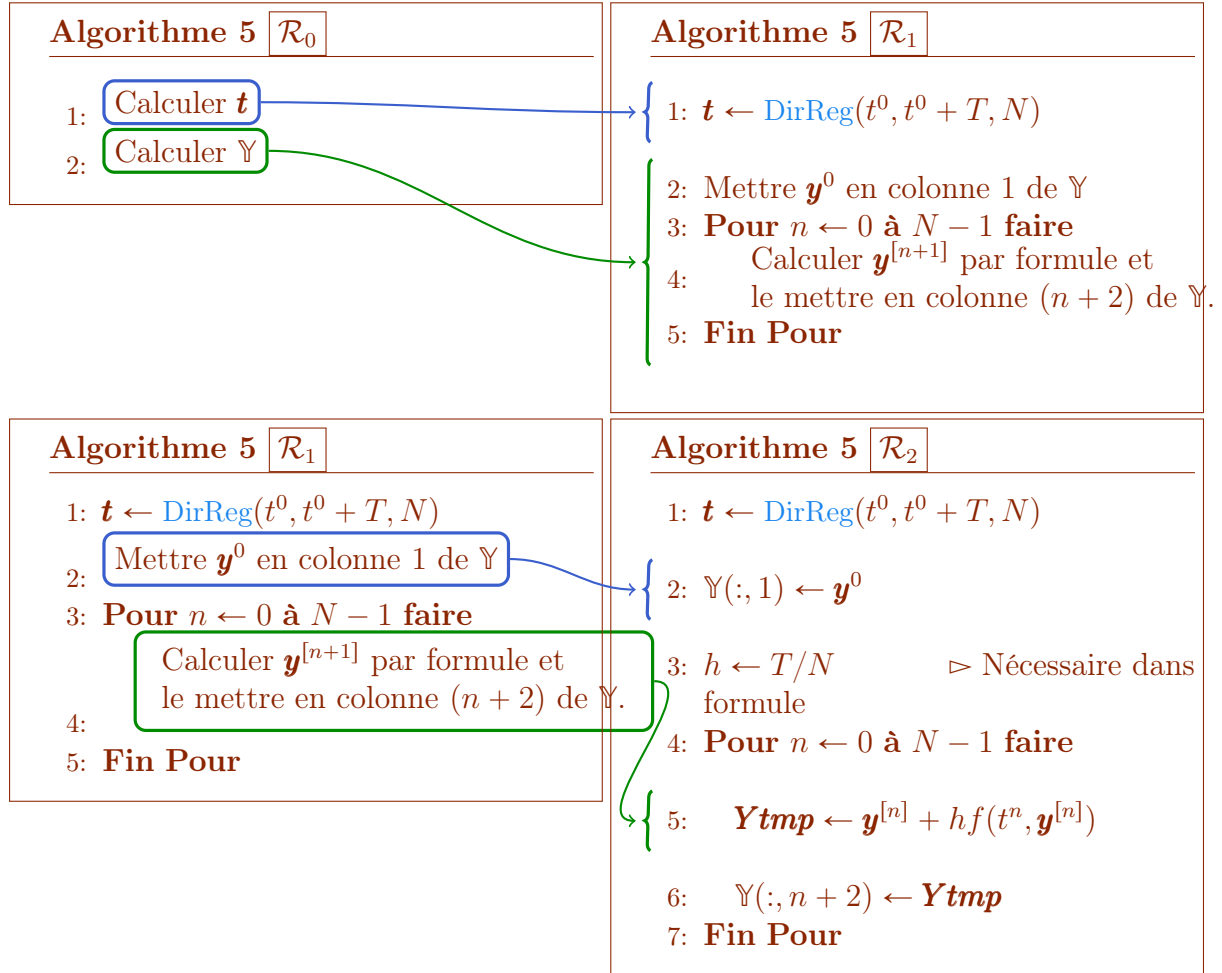 Algorithme 5 R₀
1: Calculer t
2: Calculer 𝕐
Algorithme 5 R₁
1: t ← DirReg(t⁰, t⁰ + T, N)
2: Mettre y⁰ en colonne 1 de 𝕐
3: Pour n ← 0 à N − 1 faire
4: Calculer y^[n+1] par formule et
le mettre en colonne (n + 2) de 𝕐.
5: Fin Pour
Algorithme 5 R₁
1: t ← DirReg(t⁰, t⁰ + T, N)
2: Mettre y⁰ en colonne 1 de 𝕐
3: Pour n ← 0 à N − 1 faire
4: Calculer y^[n+1] par formule et
le mettre en colonne (n + 2) de 𝕐.
5: Fin Pour
Algorithme 5 R₂
1: t ← DirReg(t⁰, t⁰ + T, N)
2: 𝕐(:, 1) ← y⁰
3: h ← T/N ▷ Nécessaire dans
formule
4: Pour n ← 0 à N − 1 faire
5: Ytmp ← y^[n] + hf(tⁿ, y^[n])
6: 𝕐(:, n + 2) ← Ytmp
7: Fin Pour